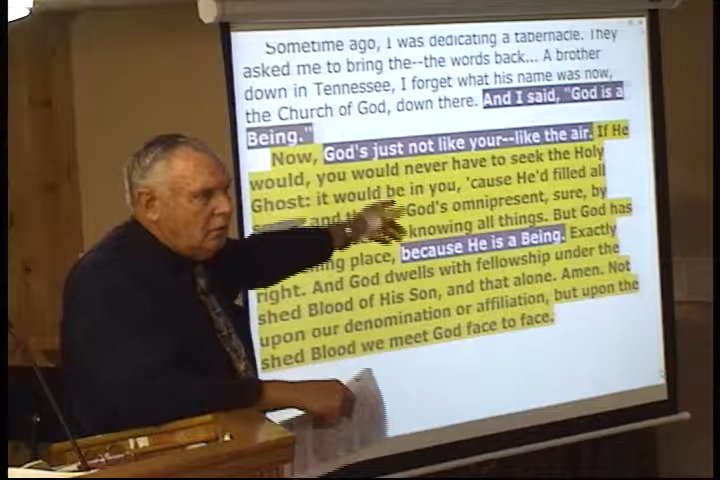 Sometime ago, I was dedicating a tabernacle. They
asked me to bring the--the words back... A brother
down in Tennessee, I forget what his name was now,
the Church of God, down there. And I said, "God is a
Being."
Now, God's just not like your--like the air. If He
would, you would never have to seek the Holy
Ghost: it would be in you, 'cause He'd filled all
and God's omnipresent, sure, by
knowing all things. But God has
place, because He is a Being. Exactly
right. And God dwells with fellowship under the
shed Blood of His Son, and that alone. Amen. Not
upon our denomination or affiliation, but upon the
shed Blood we meet God face to face.